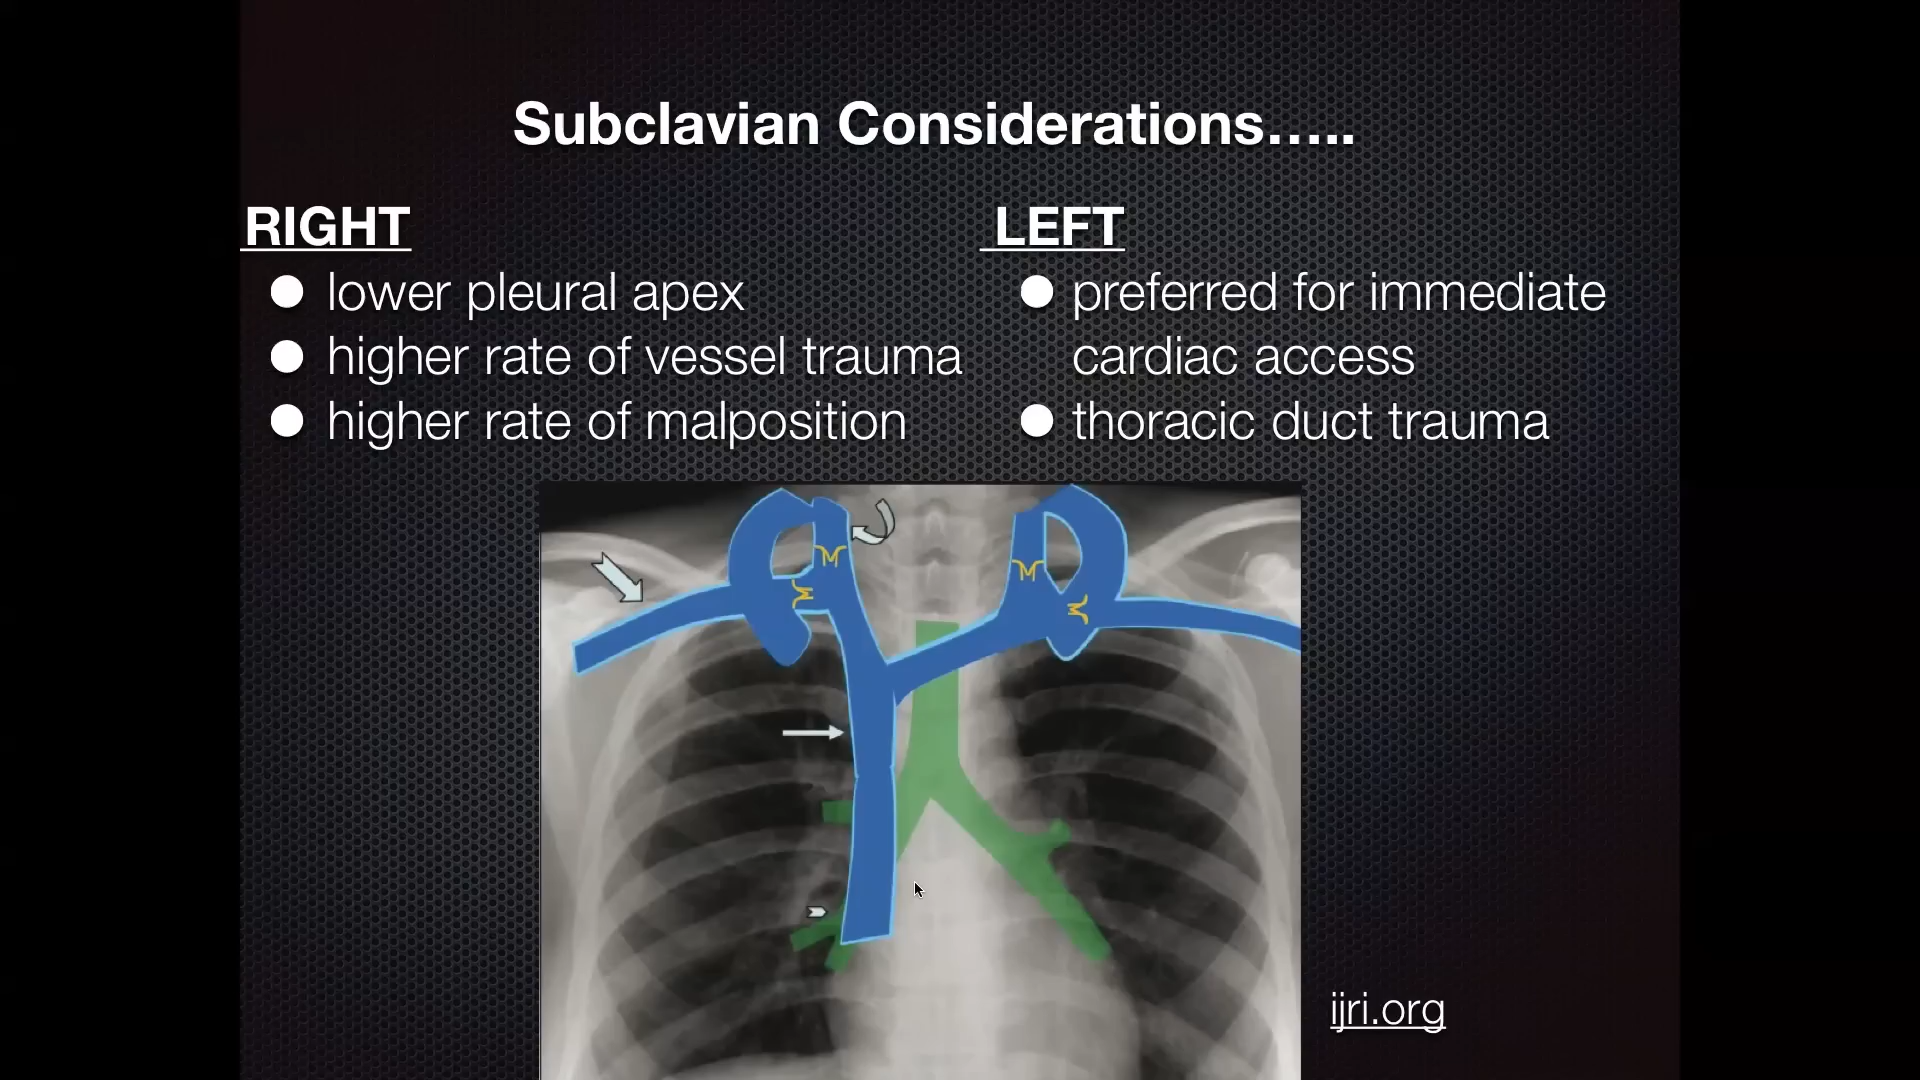 Subclavian Considerations…..
RIGHT
lower pleural apex
higher rate of vessel trauma
higher rate of malposition
LEFT
preferred for immediate
cardiac access
thoracic duct trauma
ijri.org